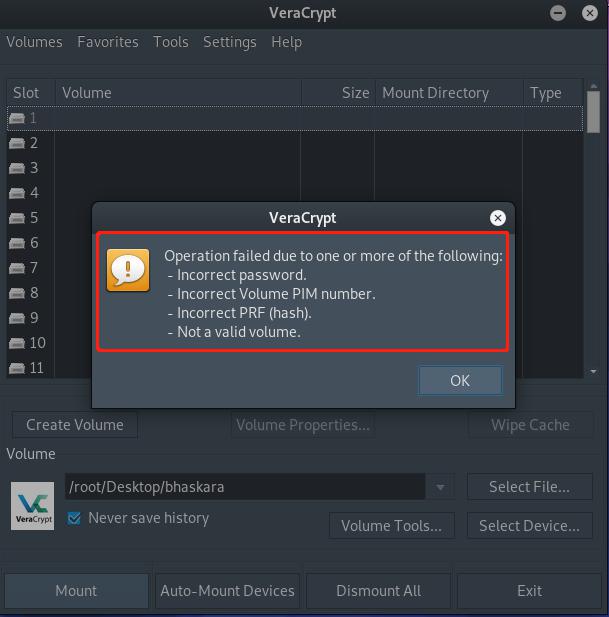 VeraCrypt
Volumes Favorites Tools Settings Help
Slot Volume Size Mount Directory Type
1
2
3
4
5
6
7
8
9
10
11
VeraCrypt
Operation failed due to one or more of the following:
- Incorrect password.
- Incorrect Volume PIM number.
- Incorrect PRF (hash).
- Not a valid volume.
OK
Create Volume Volume Properties... Wipe Cache
Volume
VeraCrypt
/root/Desktop/bhaskara Select File...
Never save history Volume Tools... Select Device...
Mount Auto-Mount Devices Dismount All Exit